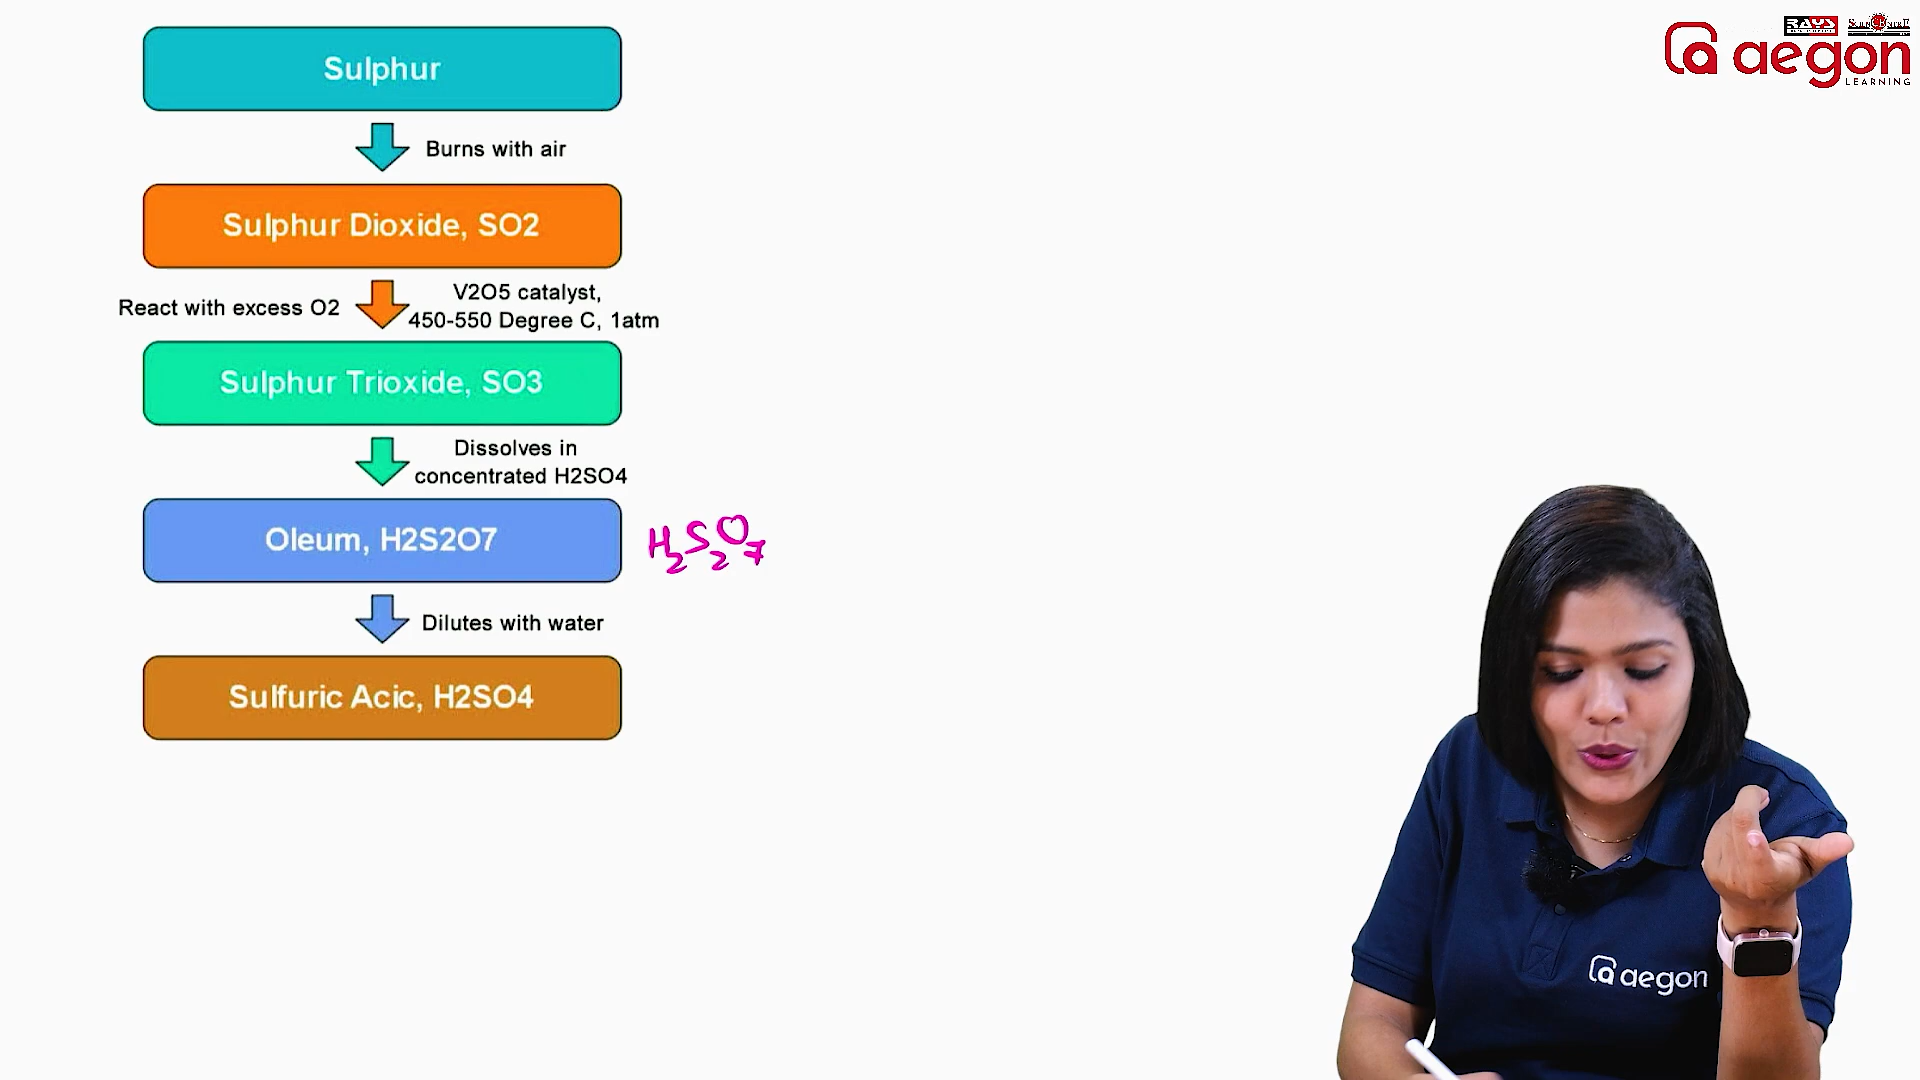 Sulphur
Burns with air
Sulphur Dioxide, SO2
React with excess O2
V2O5 catalyst,
450-550 Degree C, 1atm
Sulphur Trioxide, SO3
Dissolves in
concentrated H2SO4
Oleum, H2S2O7
H2S2O7
Dilutes with water
Sulfuric Acic, H2SO4
RAYS
aegon
LEARNING
aegon